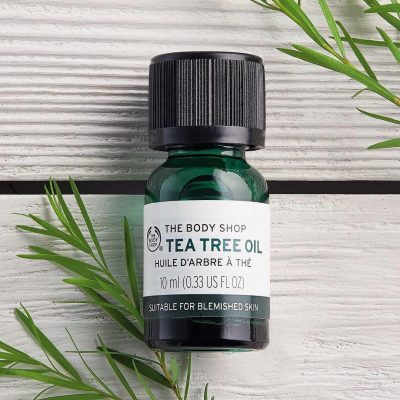 THE BODY SHOP
TEA TREE OIL
HUILE D'ARBRE À THÉ
10 ml (0.33 US FL OZ)
SUITABLE FOR BLEMISHED SKIN